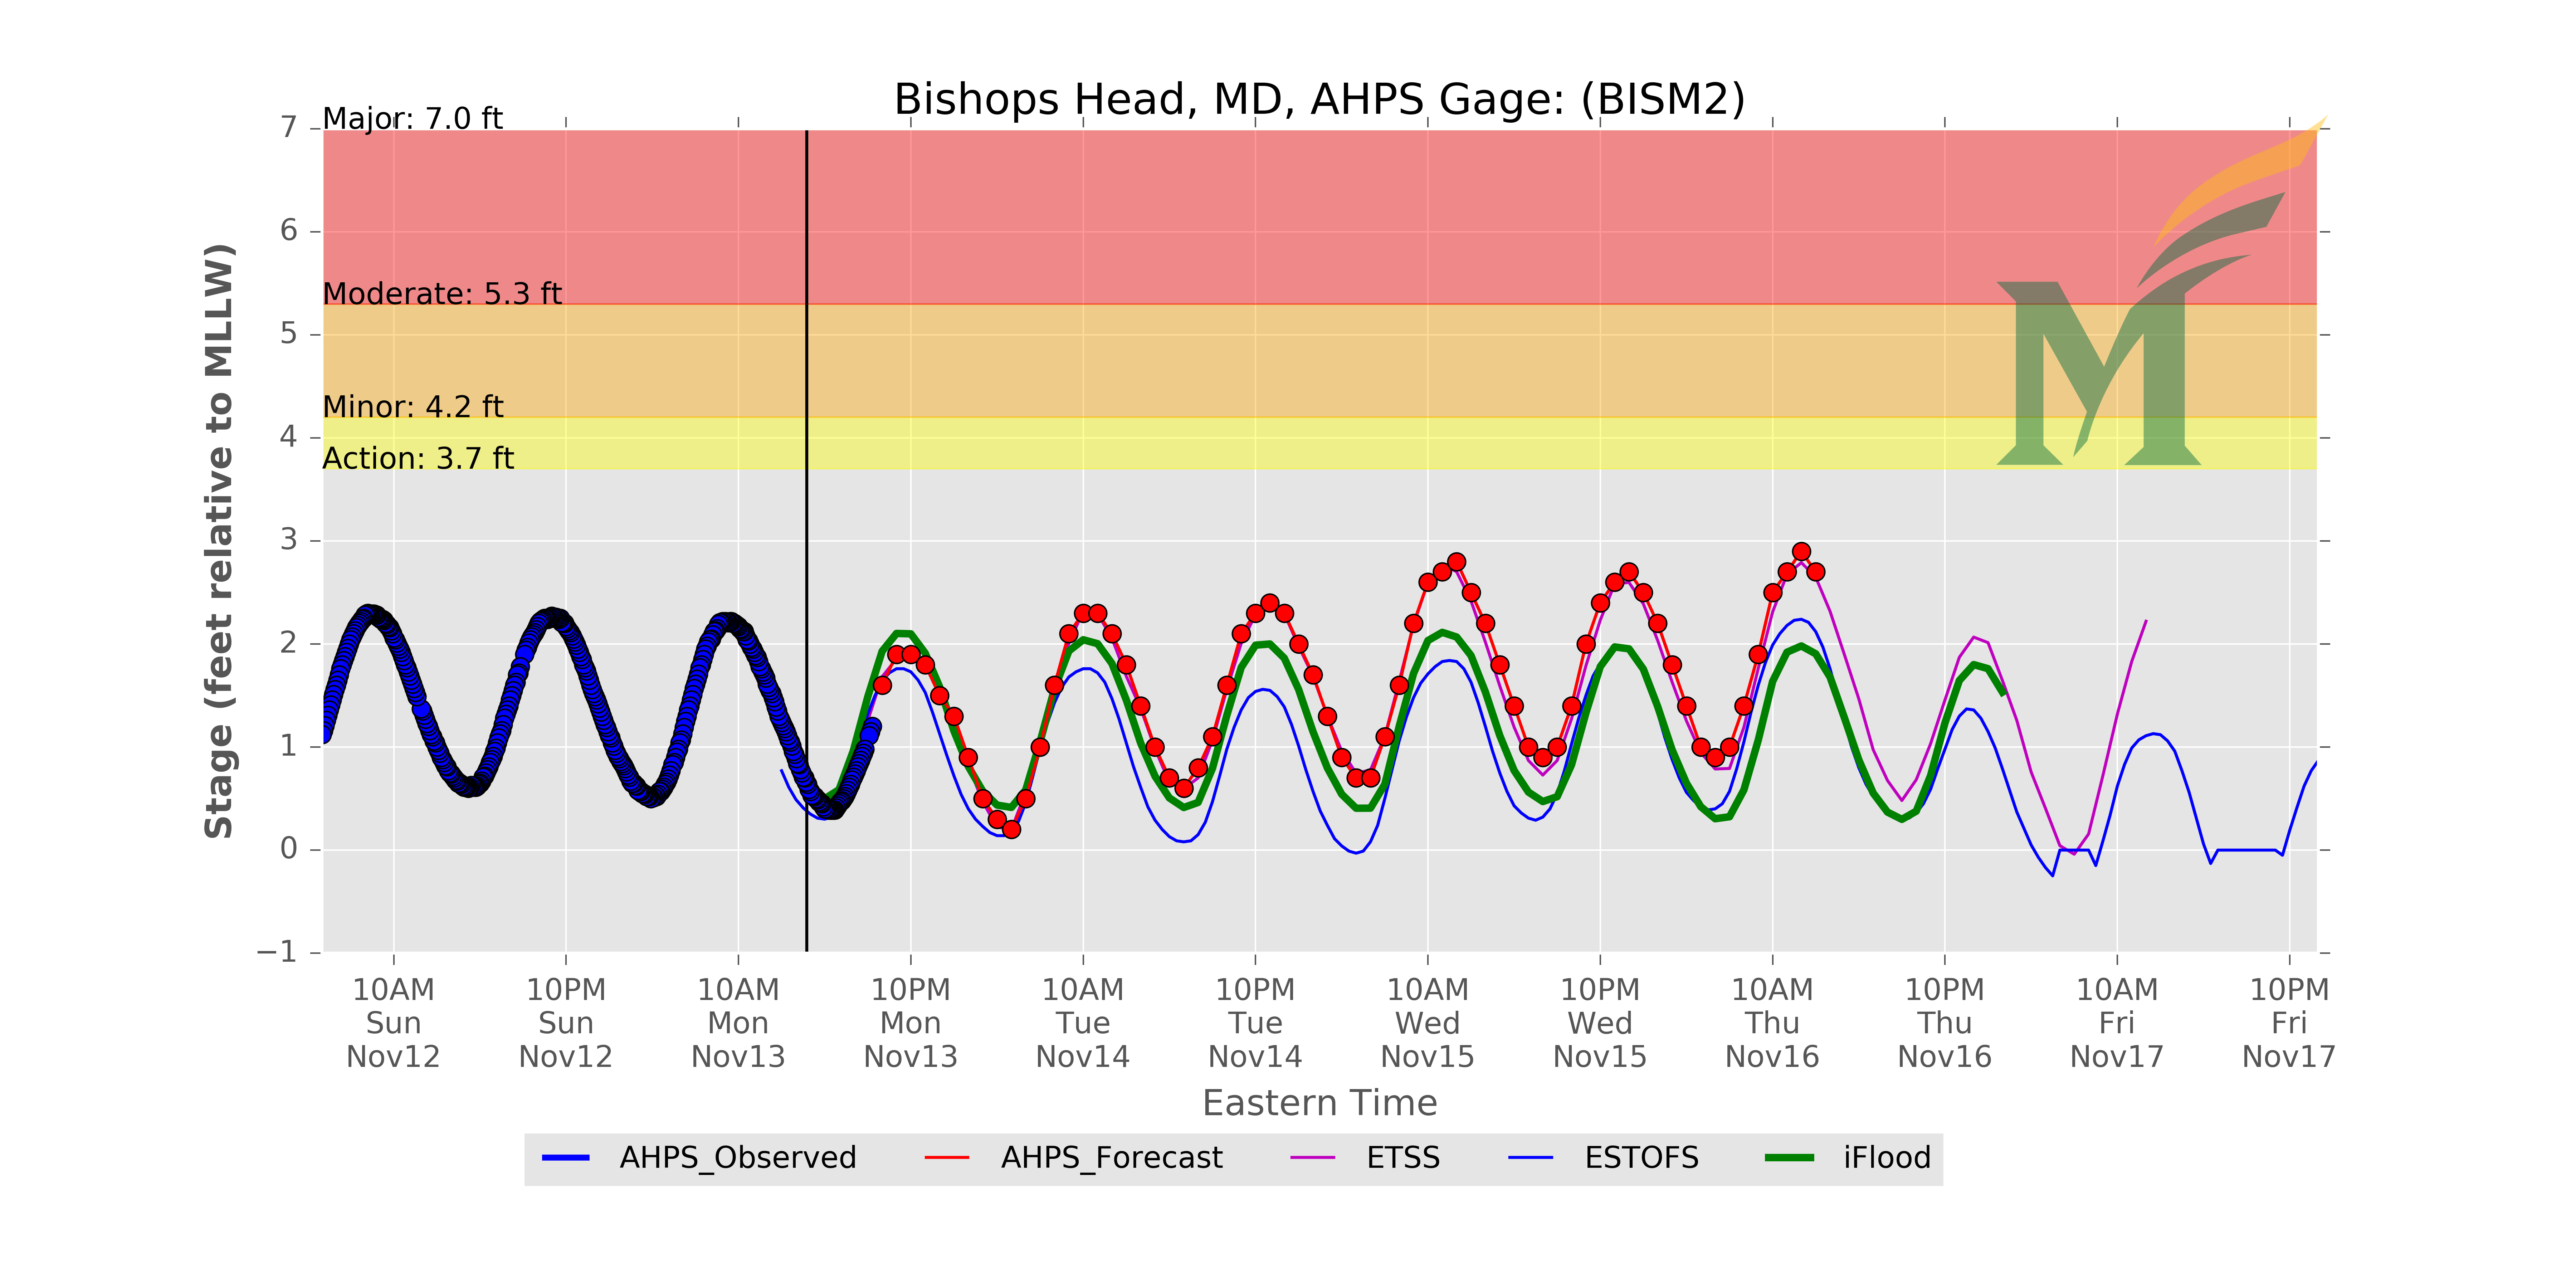 Bishops Head, MD, AHPS Gage: (BISM2)
Major: 7.0 ft
Moderate: 5.3 ft
Minor: 4.2 ft
Action: 3.7 ft
7
6
5
4
3
2
1
0
−1
Stage (feet relative to MLLW)
10AM 10PM 10AM 10PM 10AM 10PM 10AM 10PM 10AM 10PM 10AM 10PM
Sun Sun Mon Mon Tue Tue Wed Wed Thu Thu Fri Fri
Nov12 Nov12 Nov13 Nov13 Nov14 Nov14 Nov15 Nov15 Nov16 Nov16 Nov17 Nov17
Eastern Time
AHPS_Observed AHPS_Forecast ETSS ESTOFS iFlood